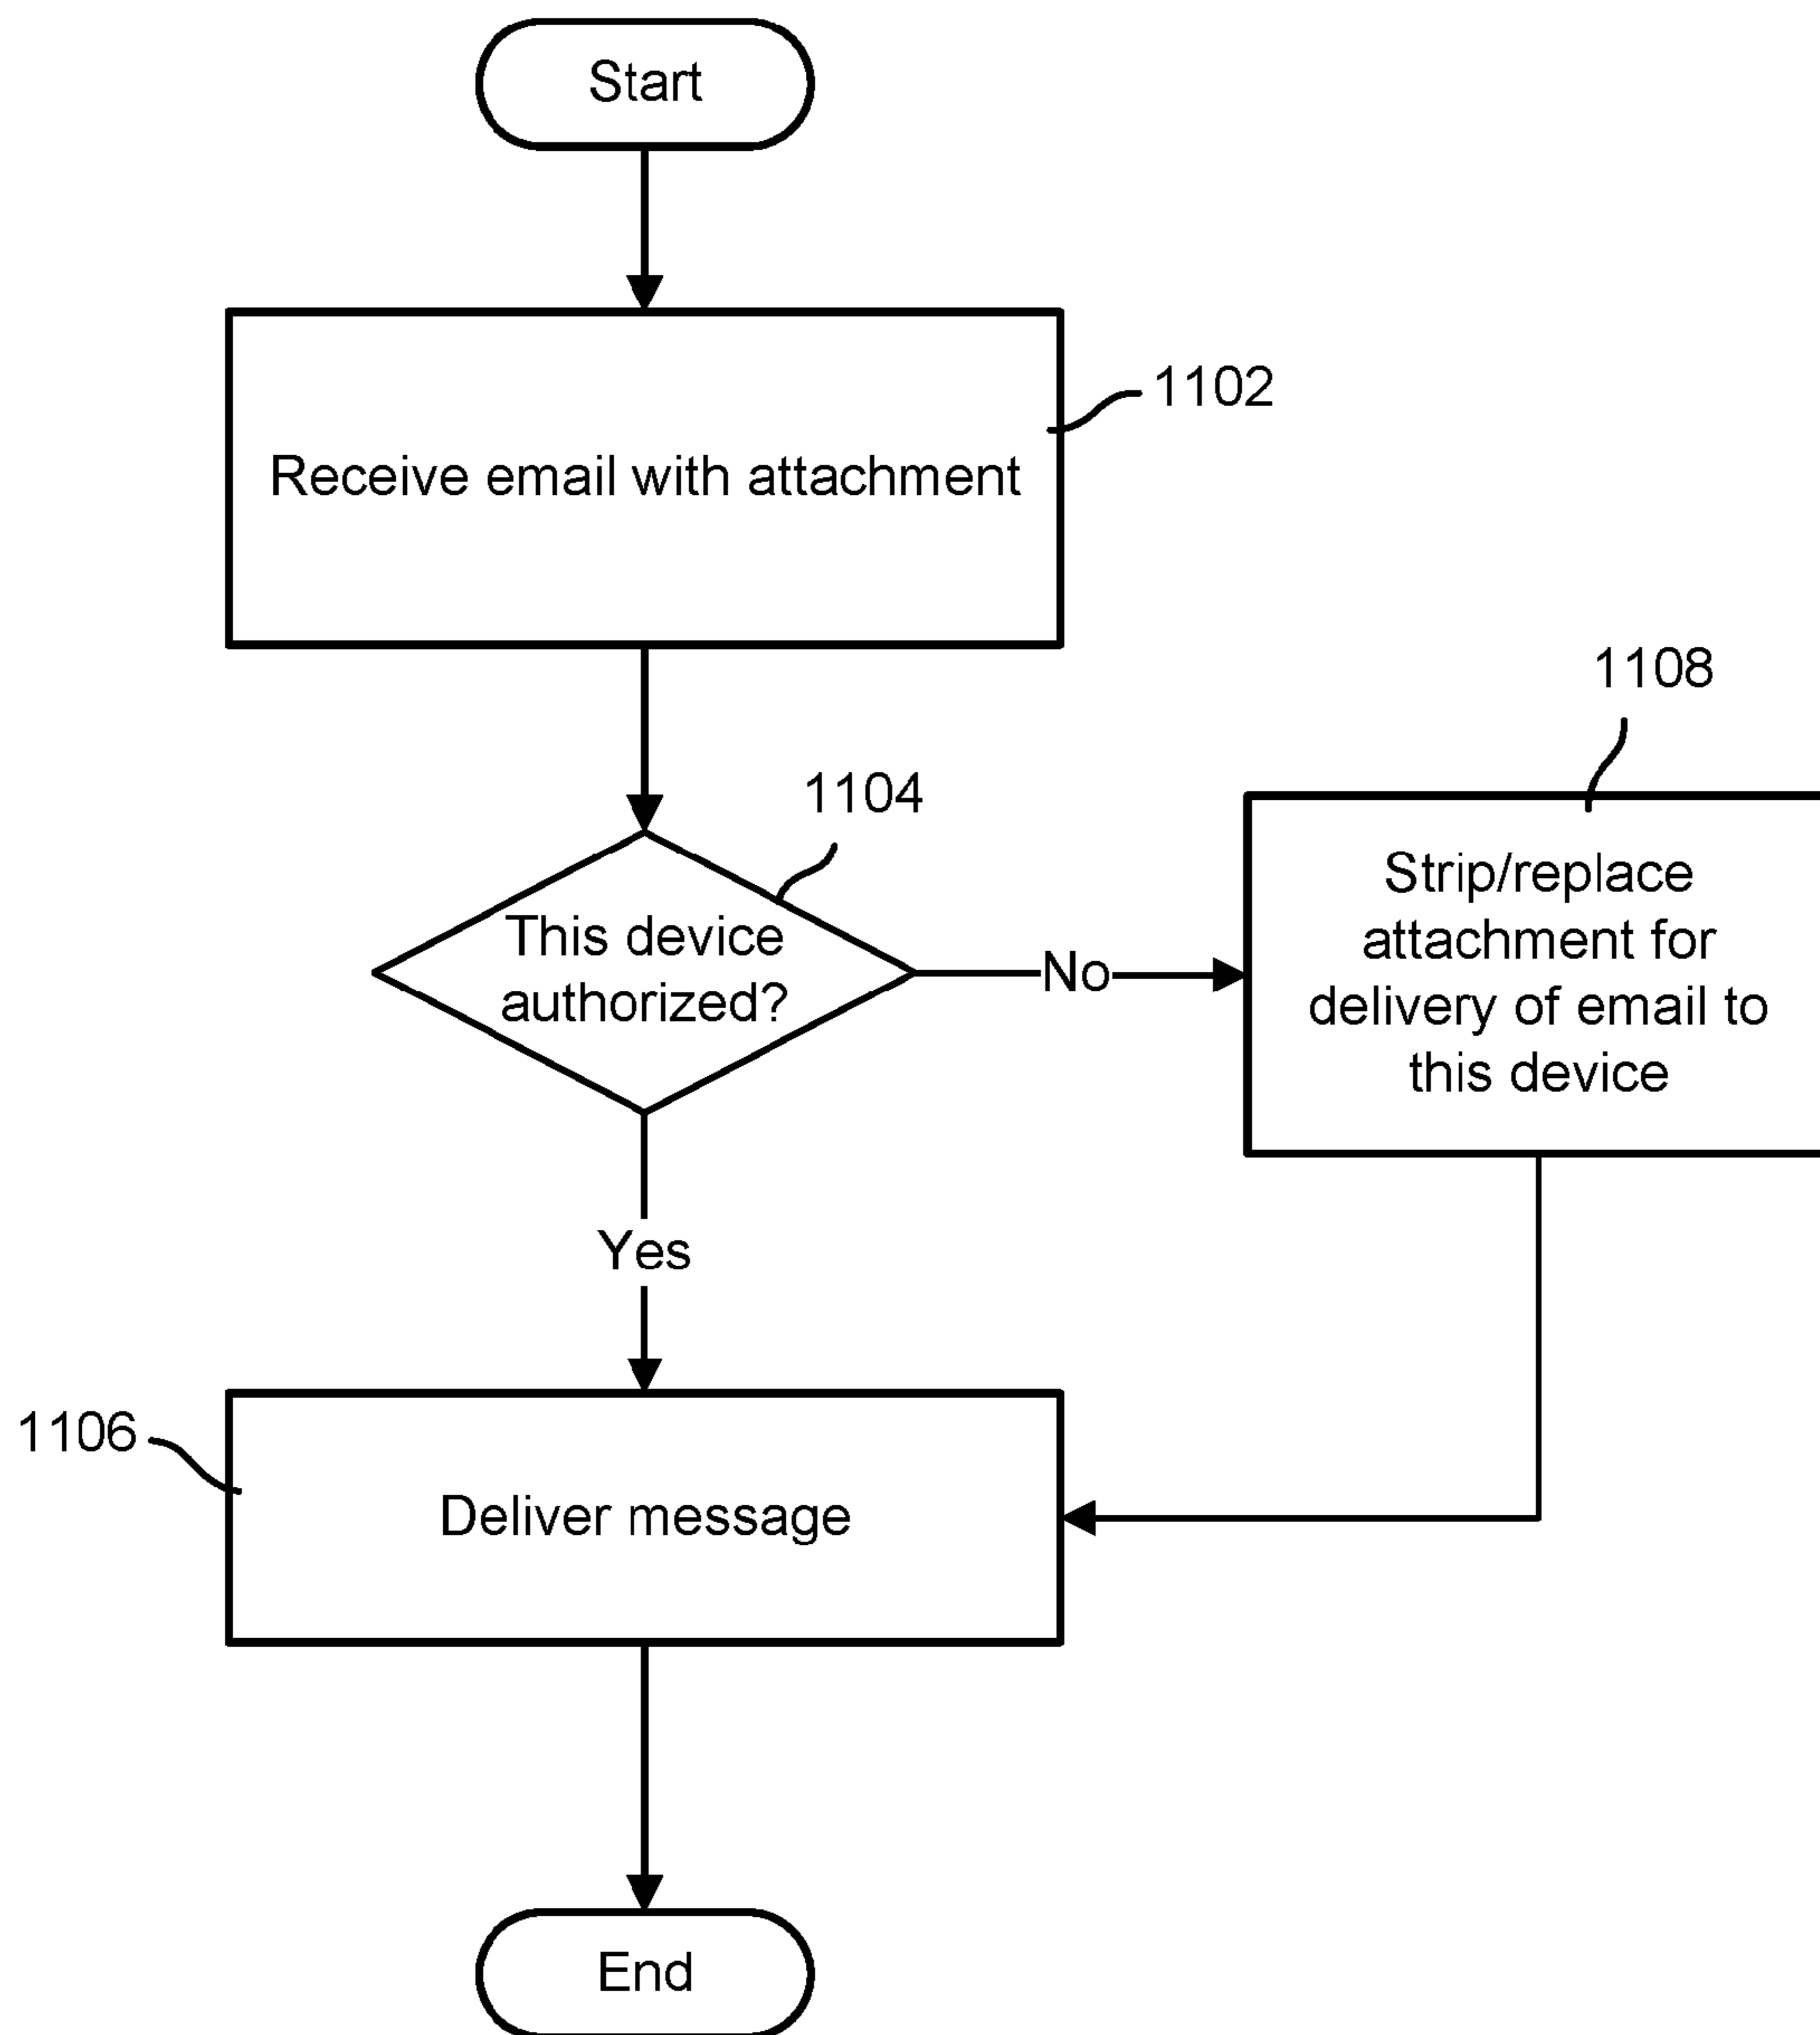 Start
1102
Receive email with attachment
1108
1104
This device
authorized?
No
Strip/replace
attachment for
delivery of email to
this device
Yes
1106
Deliver message
End